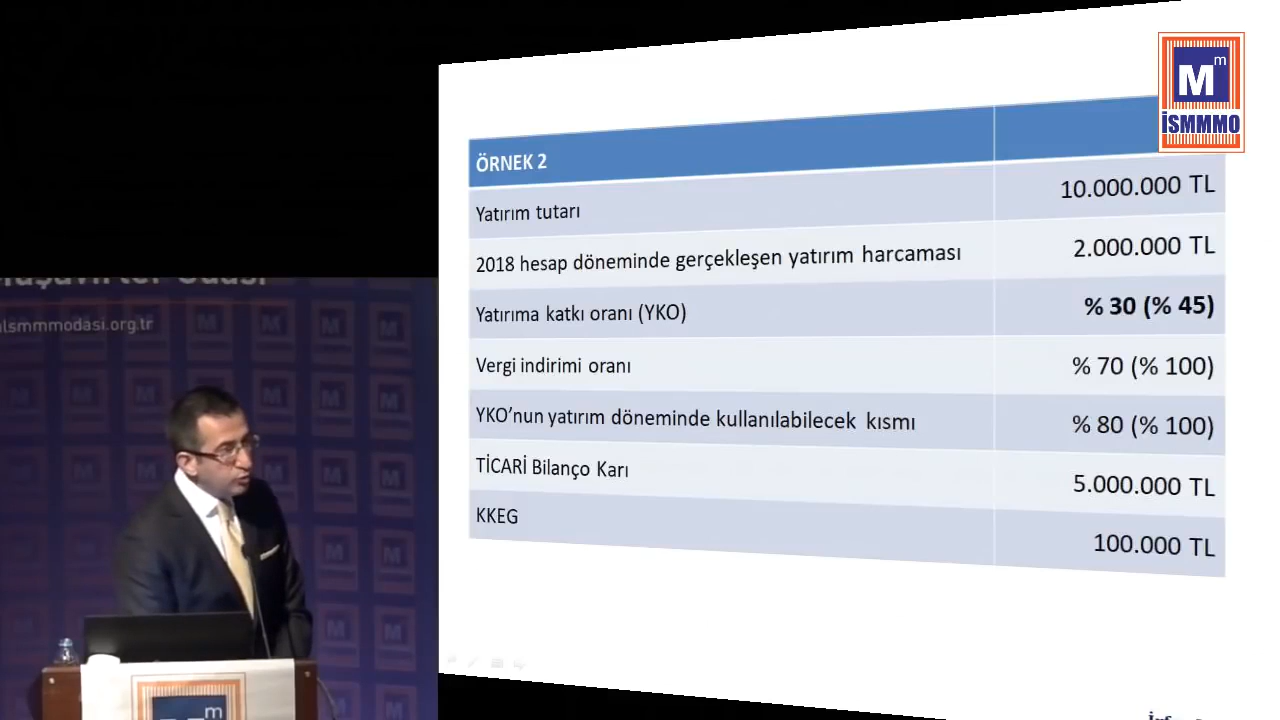 M m
İSMMMO
ÖRNEK 2
Yatırım tutarı 10.000.000 TL
2018 hesap döneminde gerçekleşen yatırım harcaması 2.000.000 TL
Yatırıma katkı oranı (YKO) % 30 (% 45)
Vergi indirimi oranı % 70 (% 100)
YKO’nun yatırım döneminde kullanılabilecek kısmı % 80 (% 100)
TİCARİ Bilanço Karı 5.000.000 TL
KKEG 100.000 TL
Odası
lsmmmodasi.org.tr
m